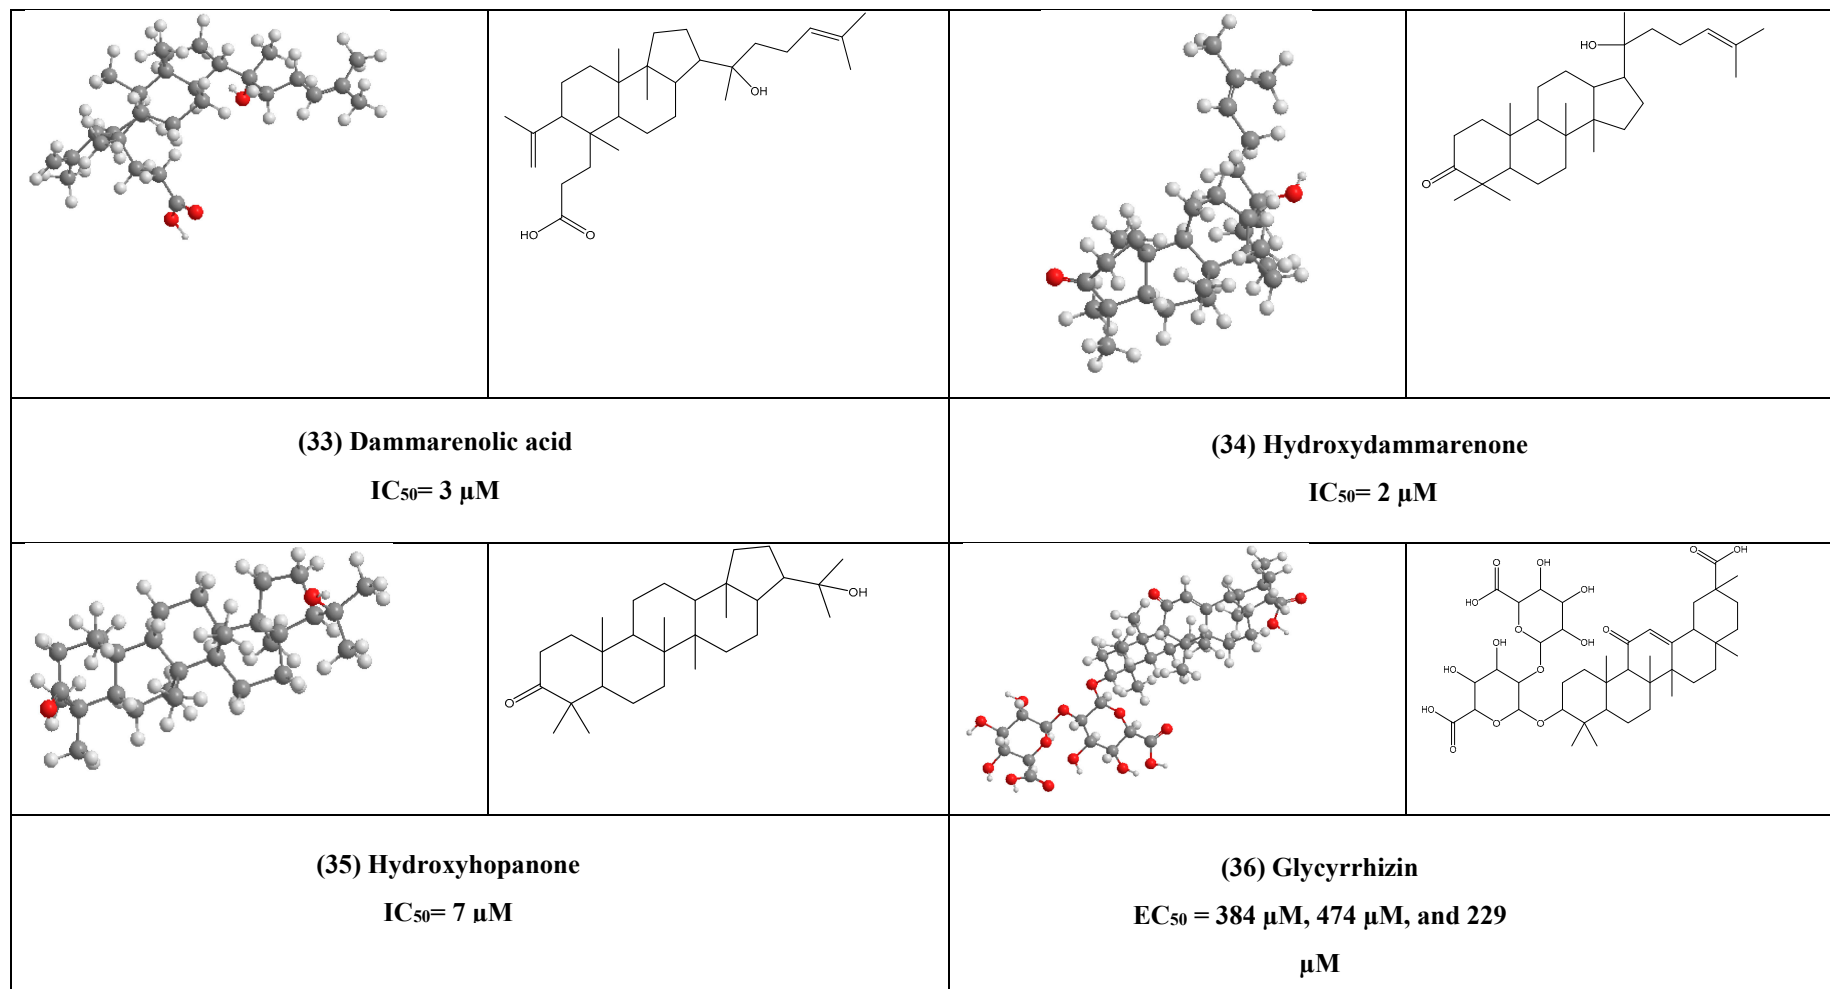 OH
HO
O
HO
O
(33) Dammarenolic acid
IC50= 3 µM
(34) Hydroxydammarenone
IC50= 2 µM
OH
O
O
OH
O
OH
HO
OH
O
OH
OH
O
HO
O
HO
O
O
O
(35) Hydroxyhopanone
IC50= 7 µM
(36) Glycyrrhizin
EC50 = 384 µM, 474 µM, and 229
µM